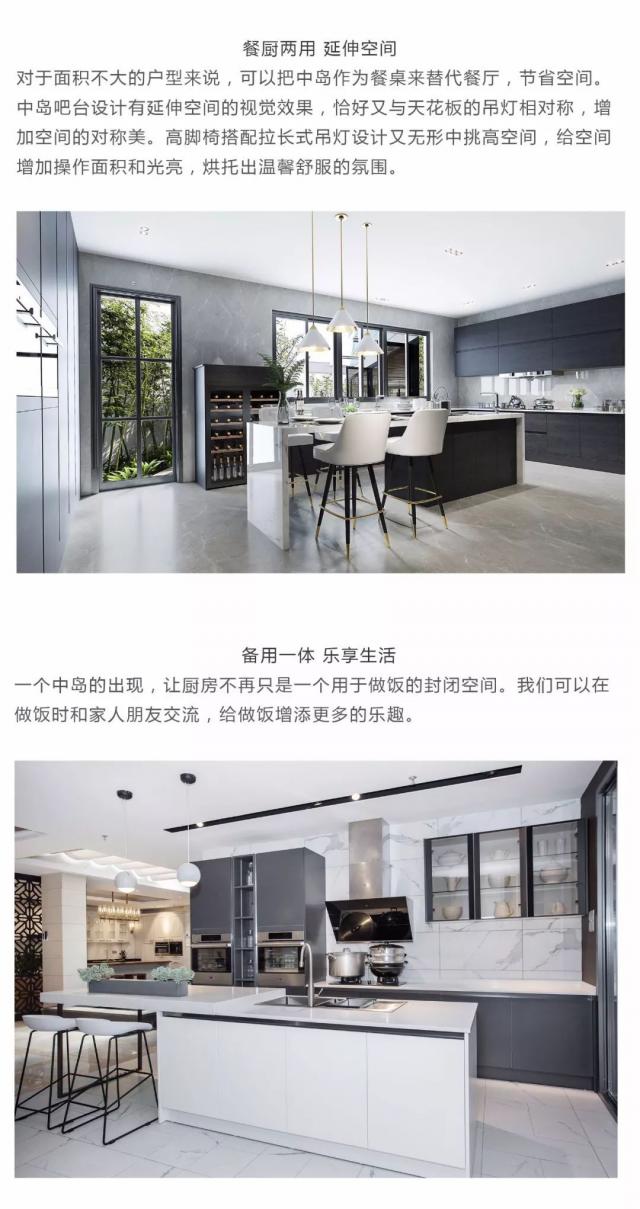 餐厨两用 延伸空间
对于面积不大的户型来说，可以把中岛作为餐桌来替代餐厅，节省空间。
中岛吧台设计有延伸空间的视觉效果，恰好又与天花板的吊灯相对称，增
加空间的对称美。高脚椅搭配拉长式吊灯设计又无形中挑高空间，给空间
增加操作面积和光亮，烘托出温馨舒服的氛围。
备用一体 乐享生活
一个中岛的出现，让厨房不再只是一个用于做饭的封闭空间。我们可以在
做饭时和家人朋友交流，给做饭增添更多的乐趣。